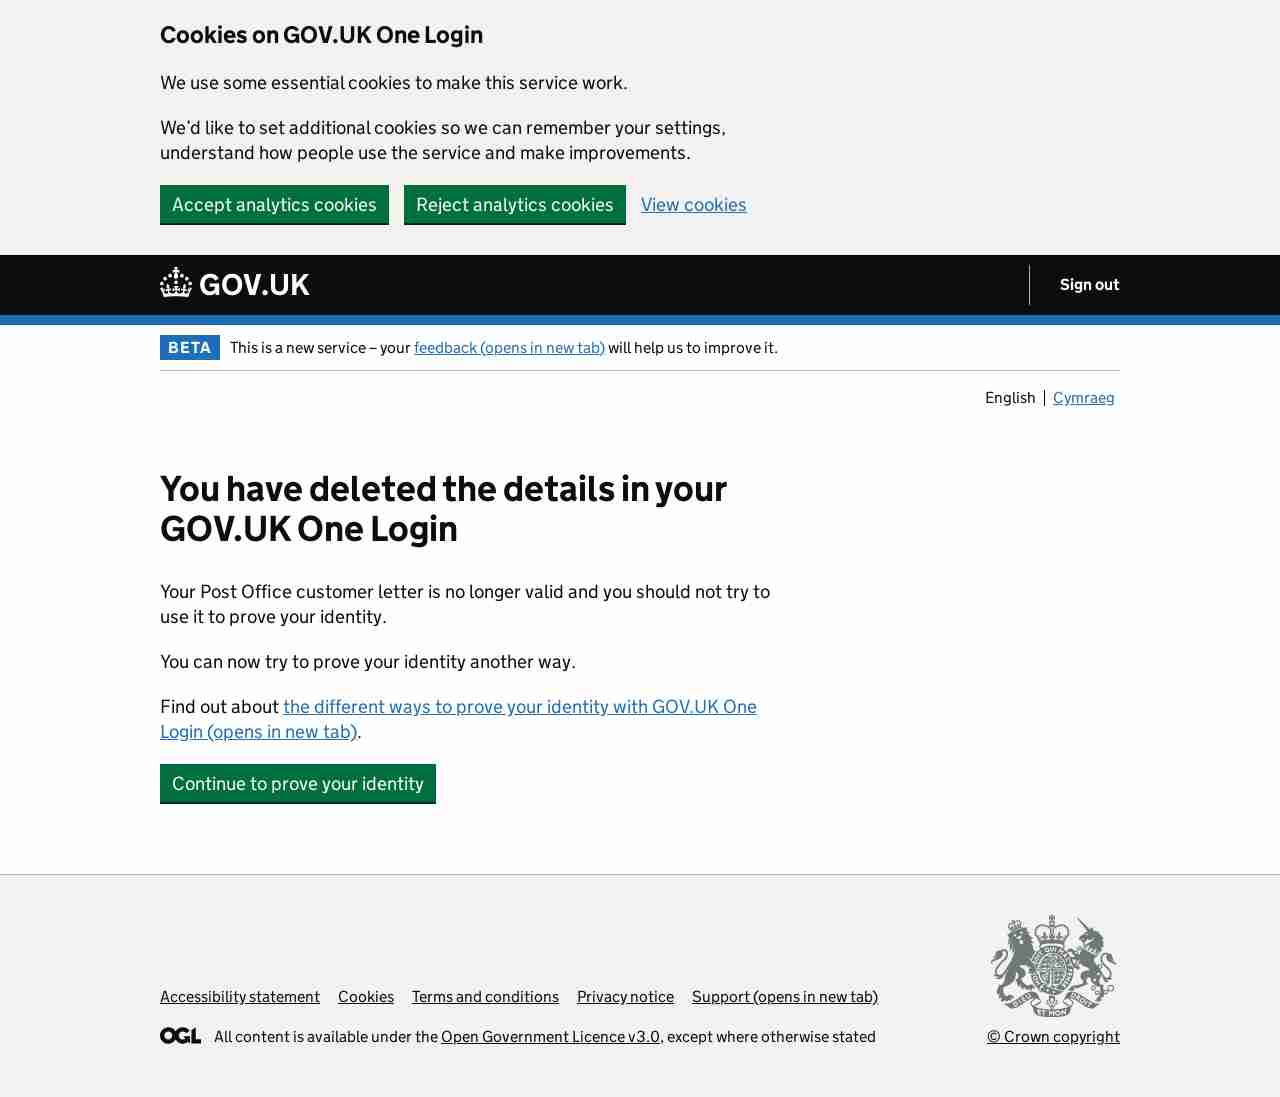 Cookies on GOV.UK One Login
We use some essential cookies to make this service work.
We'd like to set additional cookies so we can remember your settings,
understand how people use the service and make improvements.
Accept analytics cookies
Reject analytics cookies
View cookies
GOV.UK
Sign out
BETA
This is a new service – your feedback (opens in new tab) will help us to improve it.
English
Cymraeg
You have deleted the details in your
GOV.UK One Login
Your Post Office customer letter is no longer valid and you should not try to
use it to prove your identity.
You can now try to prove your identity another way.
Find out about the different ways to prove your identity with GOV.UK One
Login (opens in new tab).
Continue to prove your identity
Accessibility statement
Cookies
Terms and conditions
Privacy notice
Support (opens in new tab)
OGL
All content is available under the Open Government Licence v3.0, except where otherwise stated
© Crown copyright